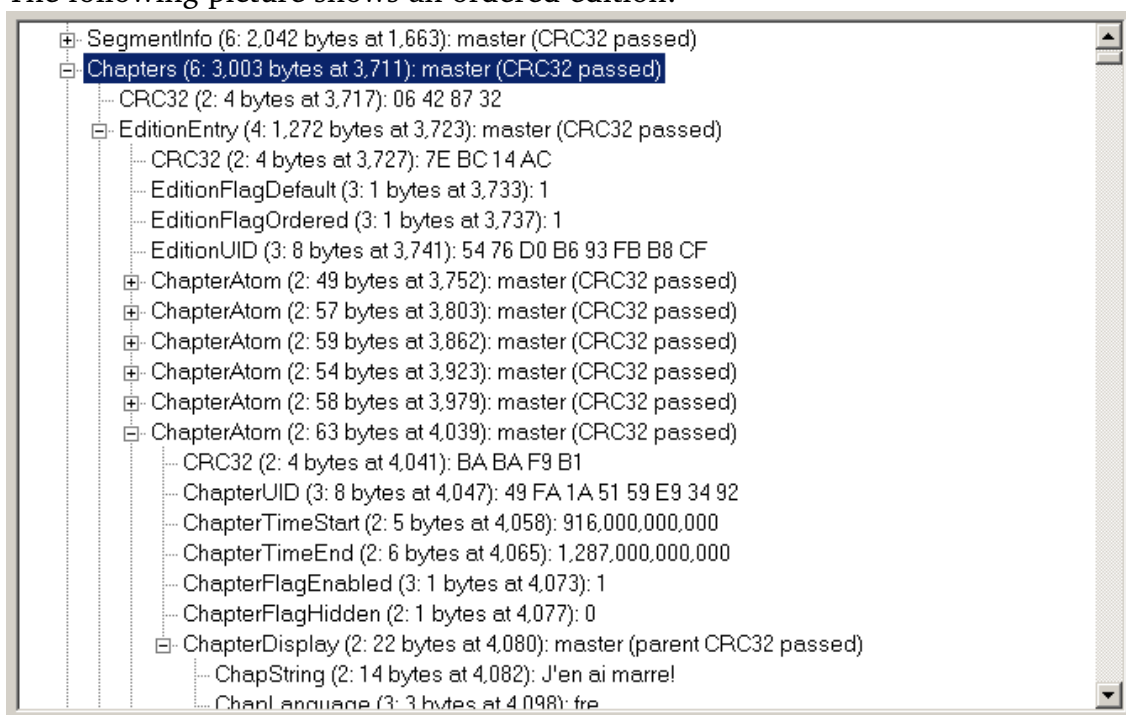 The following picture shows an ordered edition:
SegmentInfo (6: 2,042 bytes at 1,663): master (CRC32 passed)
Chapters (6: 3,003 bytes at 3,711): master (CRC32 passed)
CRC32 (2: 4 bytes at 3,717): 06 42 87 32
EditionEntry (4: 1,272 bytes at 3,723): master (CRC32 passed)
CRC32 (2: 4 bytes at 3,727): 7E BC 14 AC
EditionFlagDefault (3: 1 bytes at 3,733): 1
EditionFlagOrdered (3: 1 bytes at 3,737): 1
EditionUID (3: 8 bytes at 3,741): 54 76 D0 B6 93 FB B8 CF
ChapterAtom (2: 49 bytes at 3,752): master (CRC32 passed)
ChapterAtom (2: 57 bytes at 3,803): master (CRC32 passed)
ChapterAtom (2: 59 bytes at 3,862): master (CRC32 passed)
ChapterAtom (2: 54 bytes at 3,923): master (CRC32 passed)
ChapterAtom (2: 58 bytes at 3,979): master (CRC32 passed)
ChapterAtom (2: 63 bytes at 4,039): master (CRC32 passed)
CRC32 (2: 4 bytes at 4,041): BA BA F9 B1
ChapterUID (3: 8 bytes at 4,047): 49 FA 1A 51 59 E9 34 92
ChapterTimeStart (2: 5 bytes at 4,058): 916,000,000,000
ChapterTimeEnd (2: 6 bytes at 4,065): 1,287,000,000,000
ChapterFlagEnabled (3: 1 bytes at 4,073): 1
ChapterFlagHidden (2: 1 bytes at 4,077): 0
ChapterDisplay (2: 22 bytes at 4,080): master (parent CRC32 passed)
ChapString (2: 14 bytes at 4,082): J'en ai marre!
ChapLanguage (3: 3 bytes at 4,098): fre